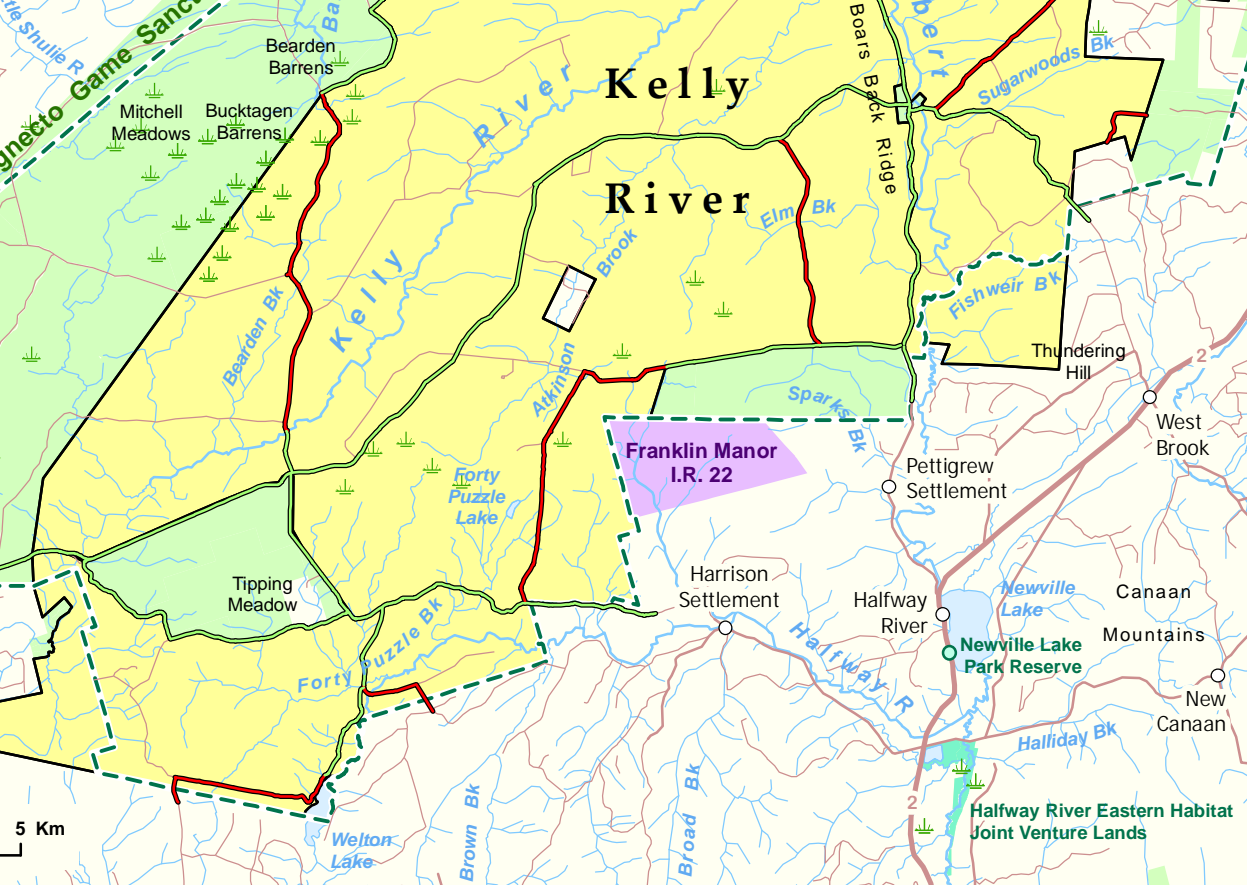 Bearden
Barrens
Mitchell
Meadows
Bucktagen
Barrens
Game
Kelly
River
Kelly
River
Boars Back Ridge
Sugarwoods Bk
Elm Bk
Brook
Atkinson
Bearden Bk
Fishweir Bk
Thundering
Hill
2
West
Brook
Sparks Bk
Franklin Manor
I.R. 22
Pettigrew
Settlement
Forty
Puzzle
Lake
Tipping
Meadow
Harrison
Settlement
Halfway
River
Newville
Lake
Canaan
Mountains
Newville Lake
Park Reserve
Forty Puzzle Bk
Halfway R
New
Canaan
Halliday Bk
2
Halfway River Eastern Habitat
Joint Venture Lands
5 Km
Welton
Lake
Brown Bk
Broad Bk